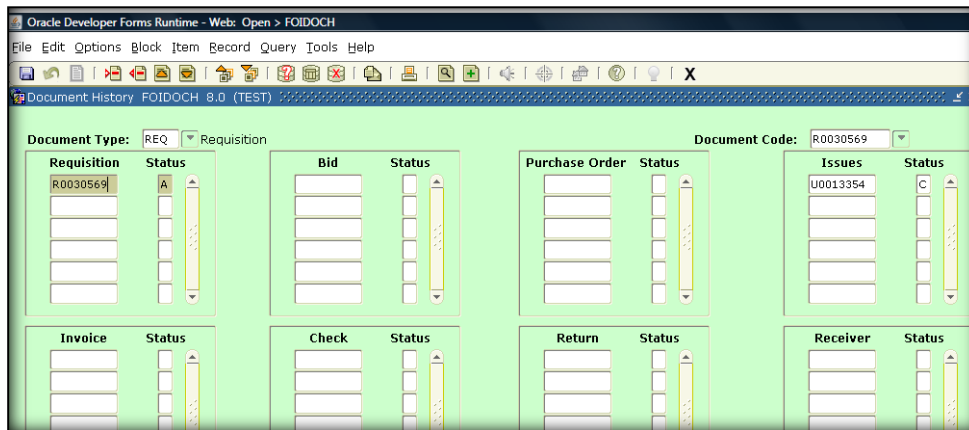 Oracle Developer Forms Runtime - Web: Open > FOIDOCH
File Edit Options Block Item Record Query Tools Help
X
Document History FOIDOCH 8.0 (TEST)
Document Type: REQ Requisition Document Code: R0030569
Requisition Status Bid Status Purchase Order Status Issues Status
R0030569 A U0013354 C
Invoice Status Check Status Return Status Receiver Status